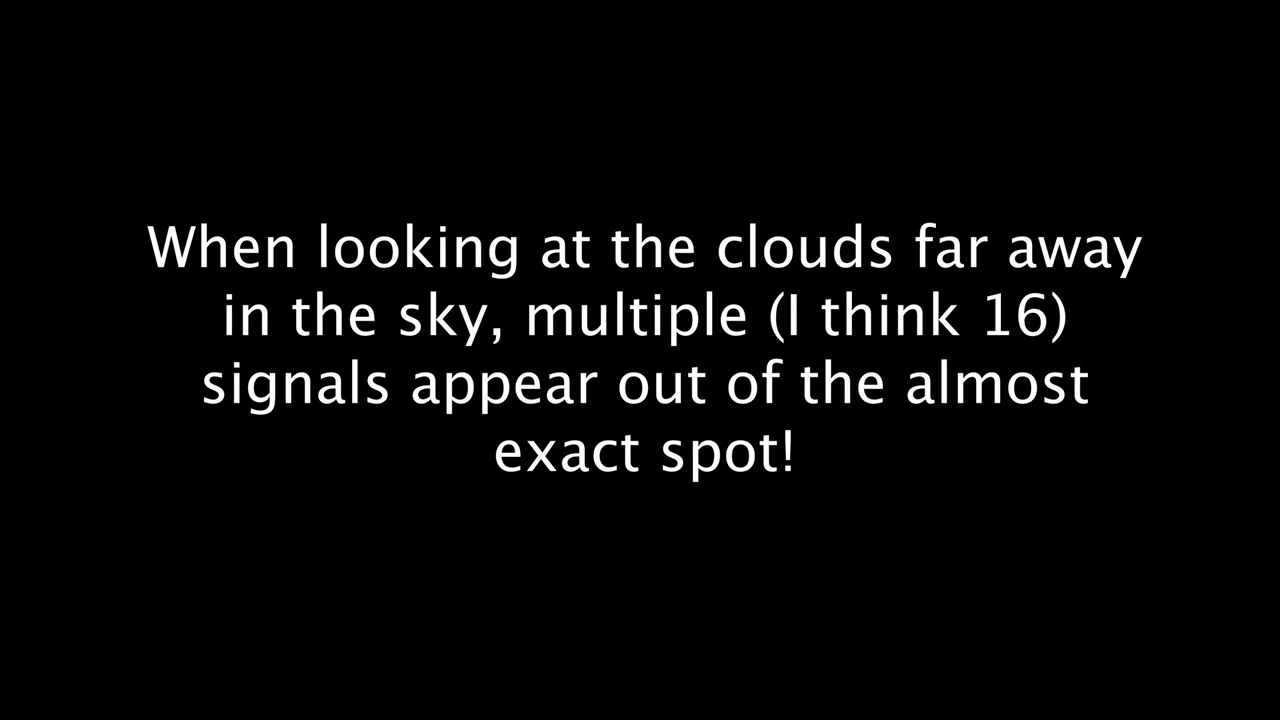 When looking at the clouds far away
in the sky, multiple (I think 16)
signals appear out of the almost
exact spot!